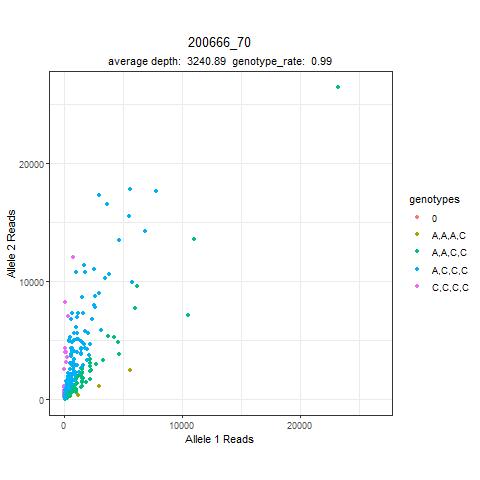 200666_70
average depth: 3240.89 genotype_rate: 0.99
Allele 2 Reads
20000
10000
0
0
10000
20000
Allele 1 Reads
genotypes
0
A,A,A,C
A,A,C,C
A,C,C,C
C,C,C,C